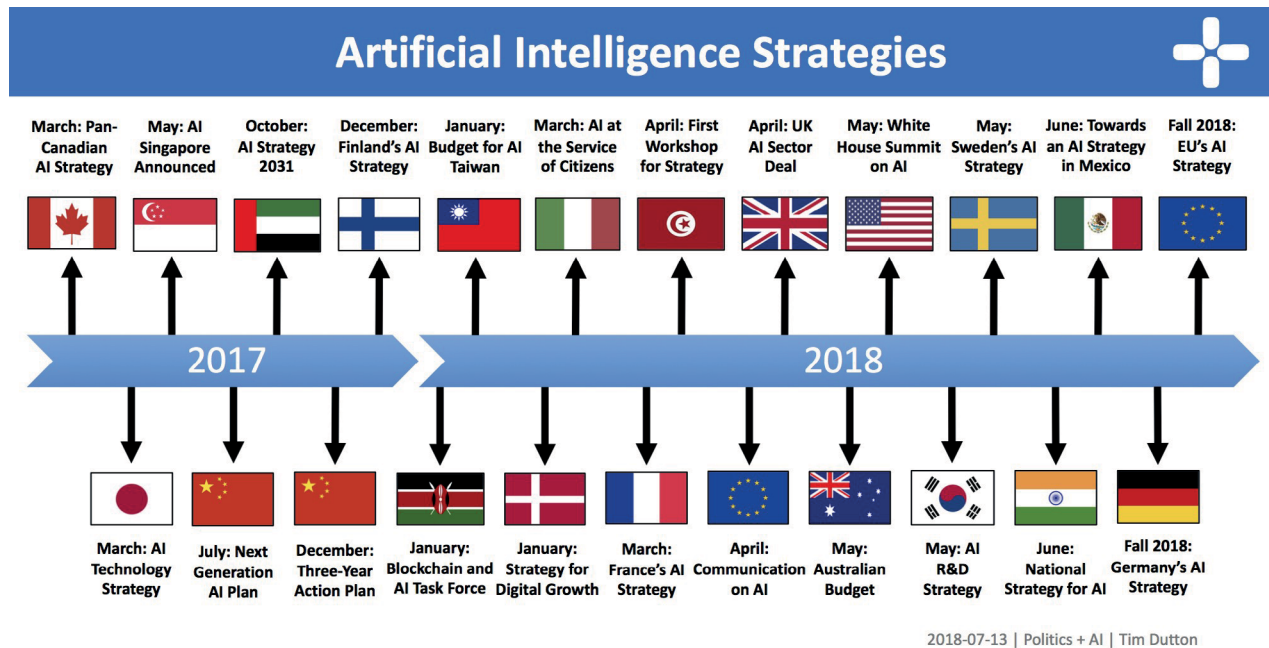 Artificial Intelligence Strategies
March: Pan-
Canadian
AI Strategy
May: AI
Singapore
Announced
October:
AI Strategy
2031
December:
Finland's AI
Strategy
January:
Budget for AI
Taiwan
March: AI at
the Service
of Citizens
April: First
Workshop
for Strategy
April: UK
AI Sector
Deal
May: White
House Summit
on AI
May:
Sweden's AI
Strategy
June: Towards
an AI Strategy
in Mexico
Fall 2018:
EU's AI
Strategy
2017
2018
March: AI
Technology
Strategy
July: Next
Generation
AI Plan
December:
Three-Year
Action Plan
January:
Blockchain and
AI Task Force
January:
Strategy for
Digital Growth
March:
France's AI
Strategy
April:
Communication
on AI
May:
Australian
Budget
May: AI
R&D
Strategy
June:
National
Strategy for AI
Fall 2018:
Germany's AI
Strategy
2018-07-13 | Politics + AI | Tim Dutton